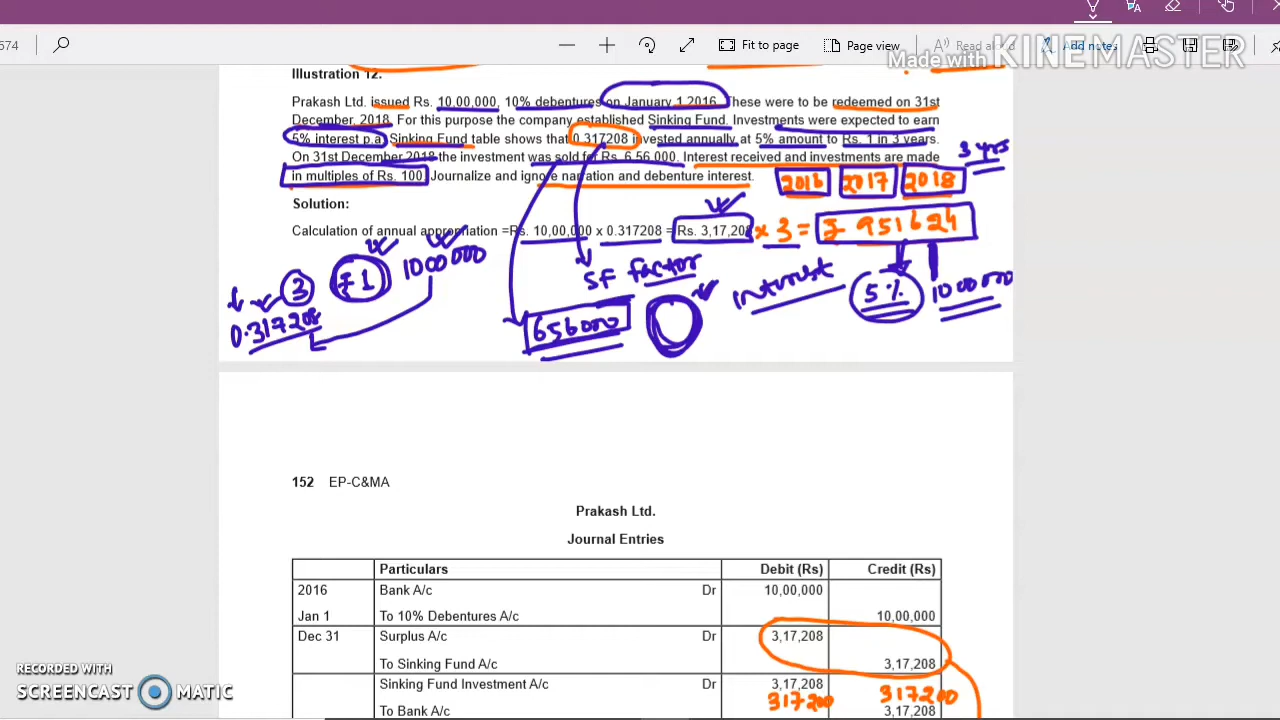 574 Fit to page Page view Read aloud Add notes
Made with KINEMASTER
Illustration 12.
Prakash Ltd. issued Rs. 10,00,000, 10% debentures on January 1,2016. These were to be redeemed on 31st
December, 2018. For this purpose the company established Sinking Fund. Investments were expected to earn
5% interest p.a. Sinking Fund table shows that 0.317208 invested annually at 5% amount to Rs. 1 in 3 years.
On 31st December 2018 the investment was sold for Rs. 6,56,000. Interest received and investments are made
in multiples of Rs. 100. Journalize and ignore narration and debenture interest.
3 yrs
2016 2017 2018
Solution:
Calculation of annual appropriation =Rs. 10,00,000 x 0.317208 = Rs. 3,17,208 x 3 = ₹ 951624
3 ₹ 1 1000000 SF factor Interest 5% 1000000
0.317208 656000
152 EP-C&MA
Prakash Ltd.
Journal Entries
Particulars Debit (Rs) Credit (Rs)
2016 Bank A/c Dr 10,00,000
Jan 1 To 10% Debentures A/c 10,00,000
Dec 31 Surplus A/c Dr 3,17,208
To Sinking Fund A/c 3,17,208
Sinking Fund Investment A/c Dr 3,17,208
317200 317200
To Bank A/c 3,17,208
RECORDED WITH
SCREENCAST MATIC